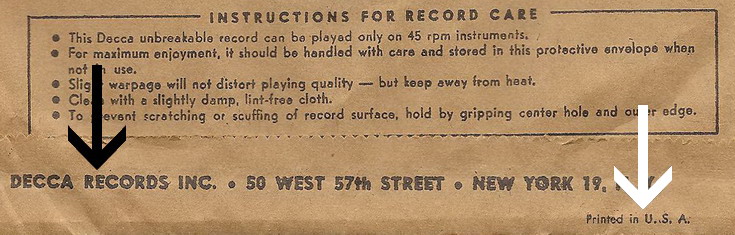 INSTRUCTIONS FOR RECORD CARE
● This Decca unbreakable record can be played only on 45 rpm instruments.
● For maximum enjoyment, it should be handled with care and stored in this protective envelope when
not use.
● warpage will not distort playing quality — but keep away from heat.
● with a slightly damp, lint-free cloth.
● To scratching or scuffing of record surface, hold by gripping center hole and edge.
DECCA RECORDS INC. ● 50 WEST 57th STREET ● NEW YORK 19,
Printed in U. S. A.